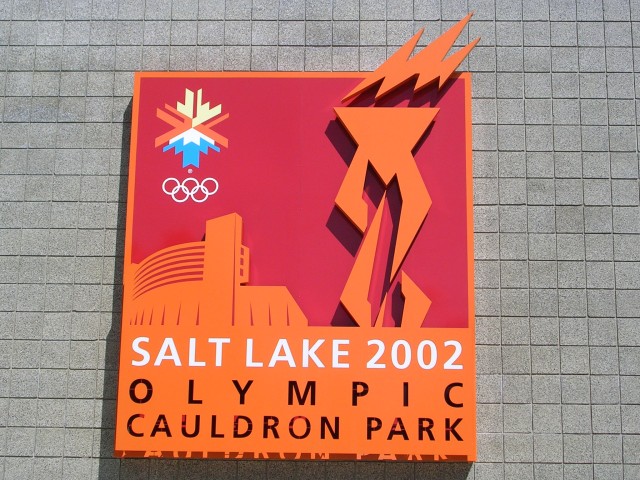 SALT LAKE 2002
OLYMPIC
CAULDRON PARK